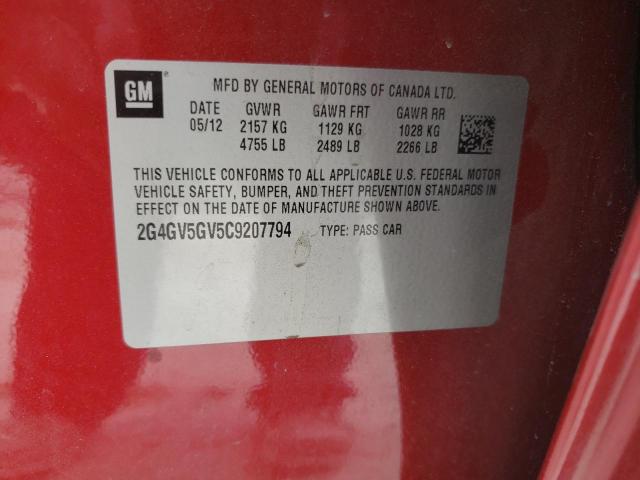 GM ®
MFD BY GENERAL MOTORS OF CANADA LTD.
DATE GVWR GAWR FRT GAWR RR
05/12 2157 KG 1129 KG 1028 KG
4755 LB 2489 LB 2266 LB
THIS VEHICLE CONFORMS TO ALL APPLICABLE U.S. FEDERAL MOTOR
VEHICLE SAFETY, BUMPER, AND THEFT PREVENTION STANDARDS IN
EFFECT ON THE DATE OF MANUFACTURE SHOWN ABOVE.
2G4GV5GV5C9207794 TYPE: PASS CAR